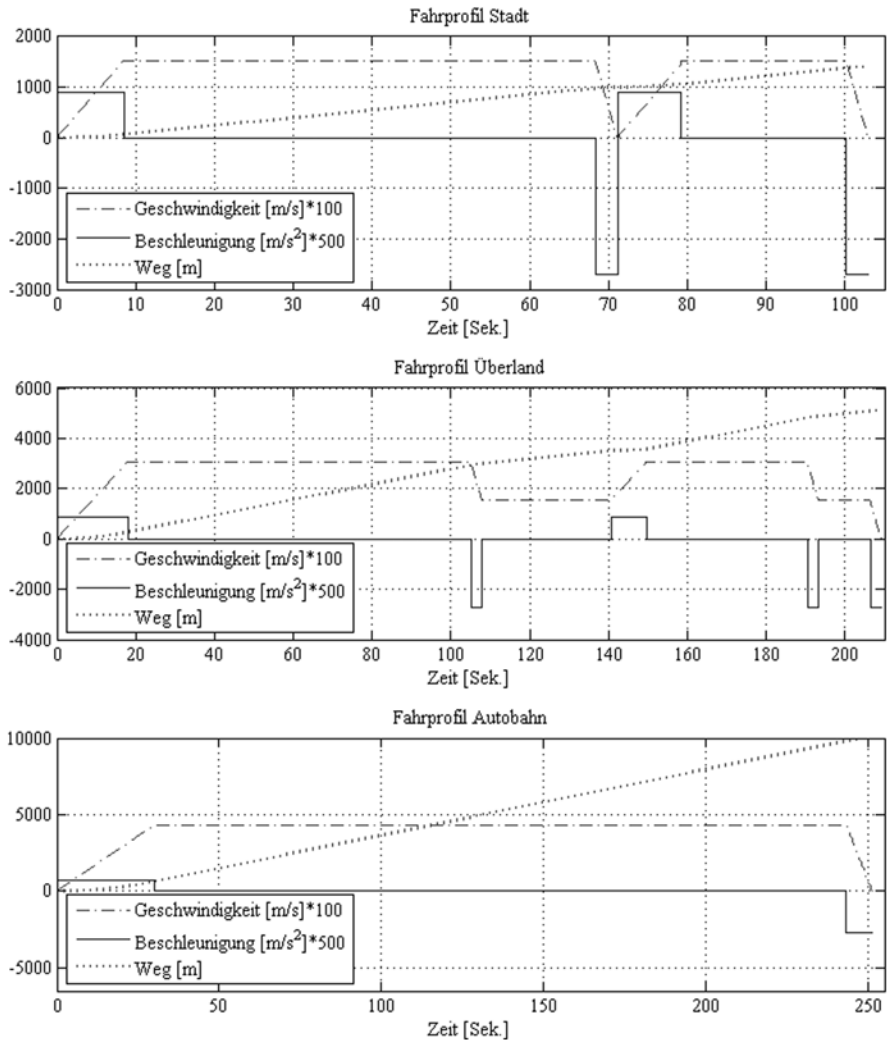 Fahrprofil Stadt
2000
1000
0
-1000
-2000
-3000
Geschwindigkeit [m/s]*100
Beschleunigung [m/s²]*500
Weg [m]
0 10 20 30 40 50 60 70 80 90 100
Zeit [Sek.]
Fahrprofil Überland
6000
4000
2000
0
-2000
-4000
Geschwindigkeit [m/s]*100
Beschleunigung [m/s²]*500
Weg [m]
0 20 40 60 80 100 120 140 160 180 200
Zeit [Sek.]
Fahrprofil Autobahn
10000
5000
0
-5000
Geschwindigkeit [m/s]*100
Beschleunigung [m/s²]*500
Weg [m]
0 50 100 150 200 250
Zeit [Sek.]